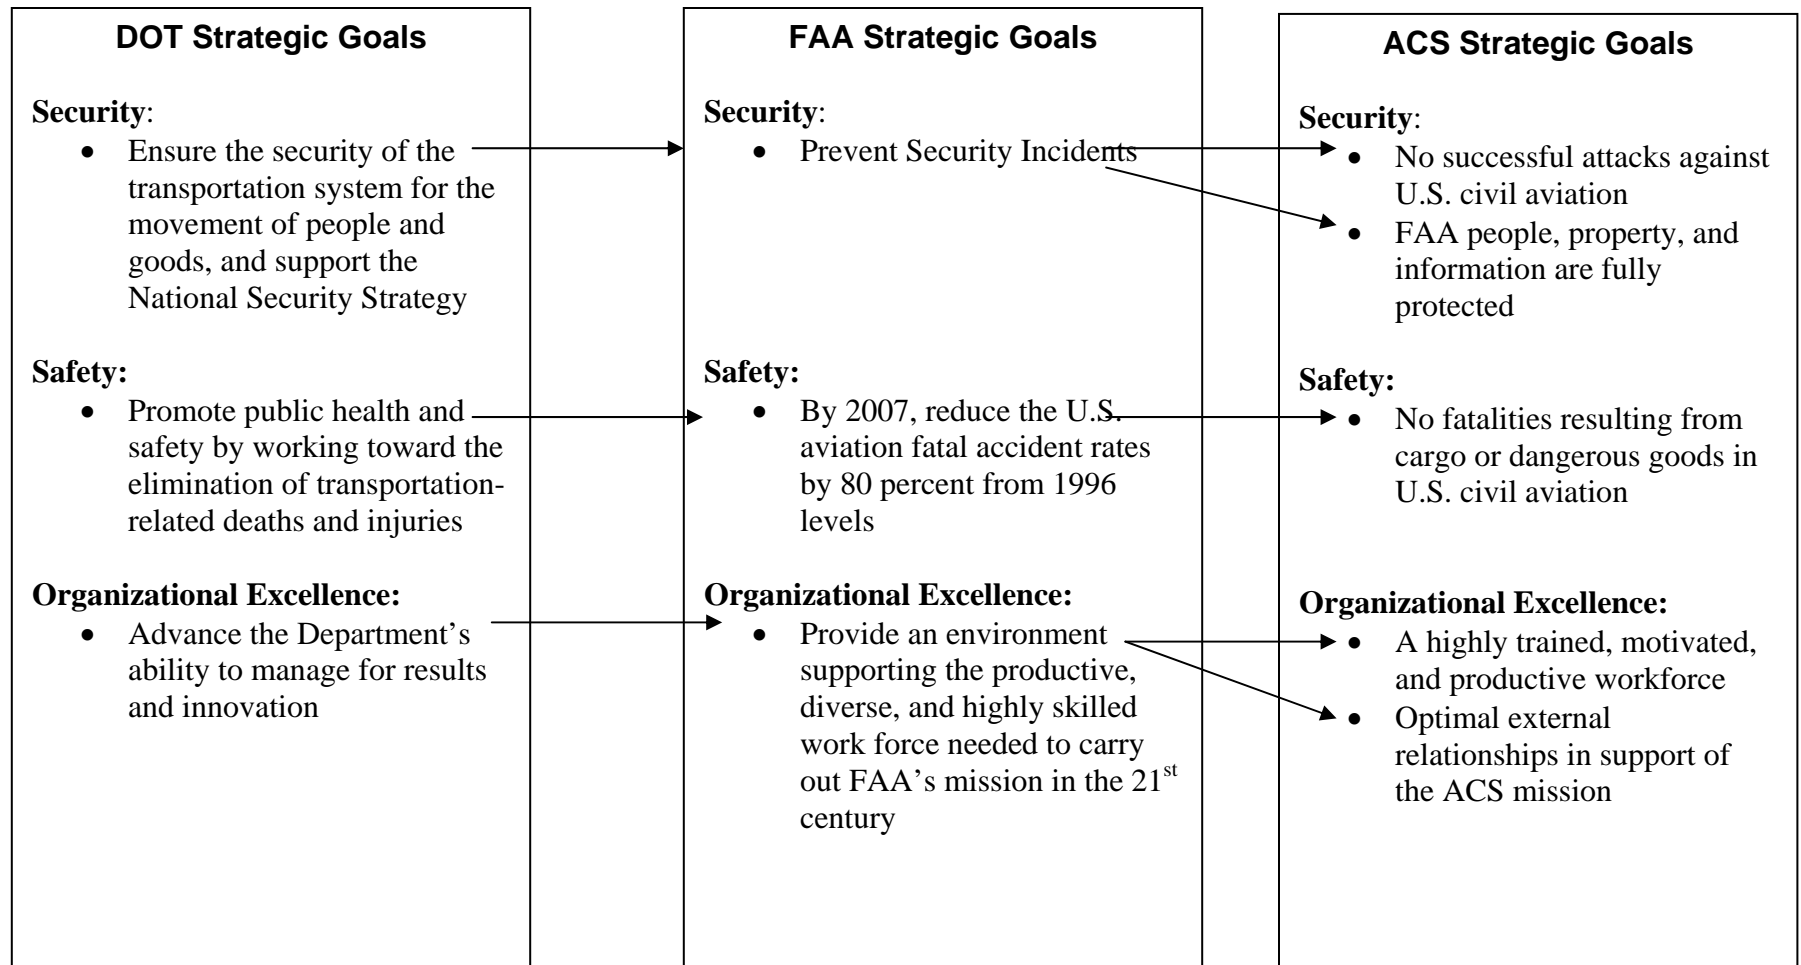 DOT Strategic Goals
Security:
• Ensure the security of the
transportation system for the
movement of people and
goods, and support the
National Security Strategy
Safety:
• Promote public health and
safety by working toward the
elimination of transportation-
related deaths and injuries
Organizational Excellence:
• Advance the Department’s
ability to manage for results
and innovation
FAA Strategic Goals
Security:
• Prevent Security Incidents
Safety:
• By 2007, reduce the U.S.
aviation fatal accident rates
by 80 percent from 1996
levels
Organizational Excellence:
• Provide an environment
supporting the productive,
diverse, and highly skilled
work force needed to carry
out FAA’s mission in the 21st
century
ACS Strategic Goals
Security:
• No successful attacks against
U.S. civil aviation
• FAA people, property, and
information are fully
protected
Safety:
• No fatalities resulting from
cargo or dangerous goods in
U.S. civil aviation
Organizational Excellence:
• A highly trained, motivated,
and productive workforce
• Optimal external
relationships in support of
the ACS mission